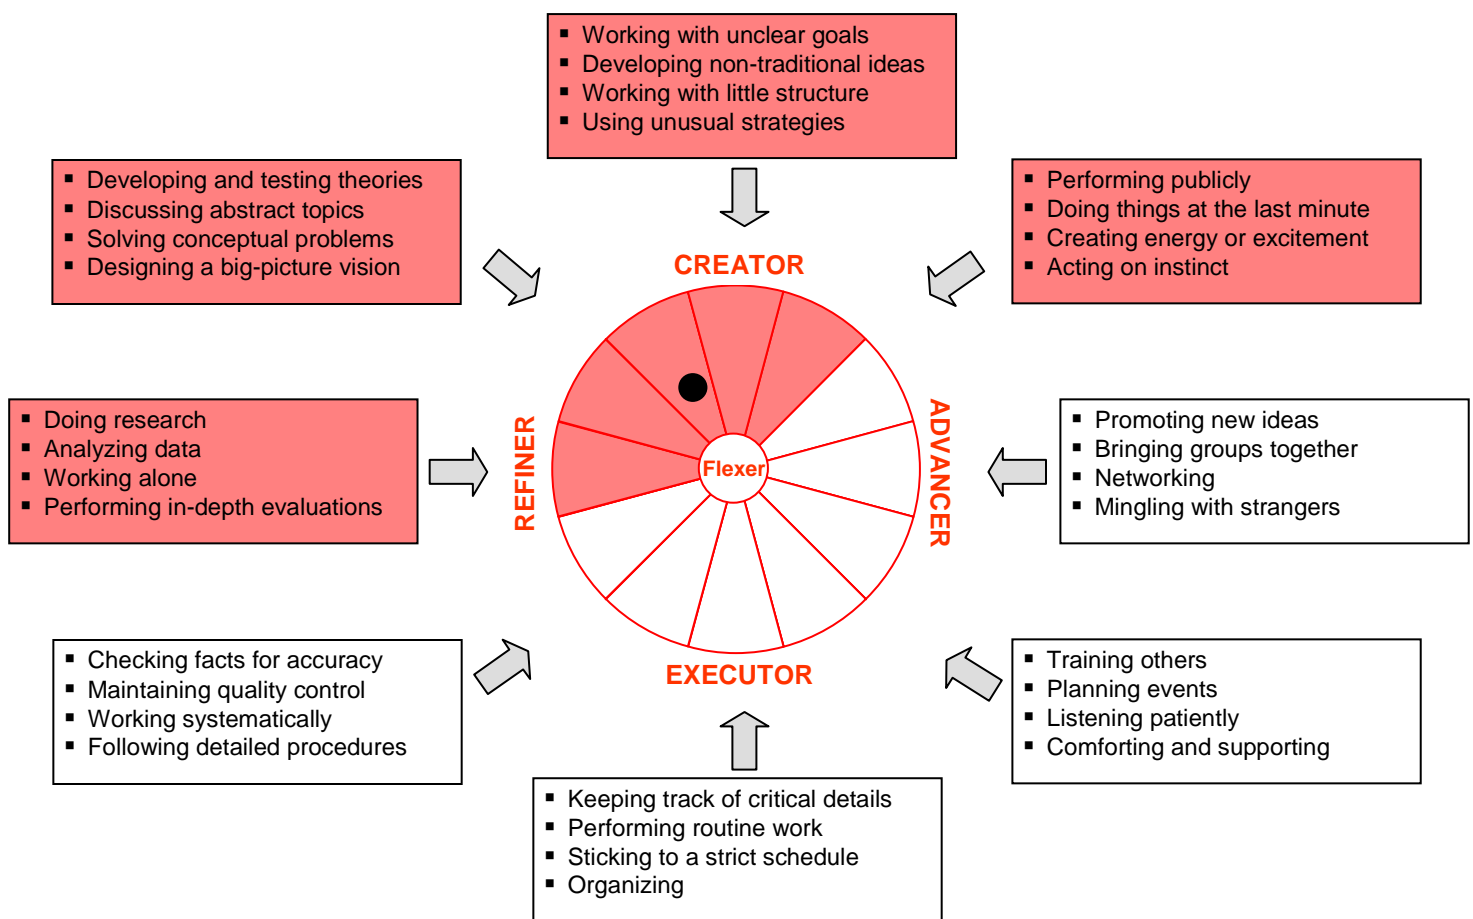 ▪ Working with unclear goals
▪ Developing non-traditional ideas
▪ Working with little structure
▪ Using unusual strategies
▪ Developing and testing theories
▪ Discussing abstract topics
▪ Solving conceptual problems
▪ Designing a big-picture vision
▪ Performing publicly
▪ Doing things at the last minute
▪ Creating energy or excitement
▪ Acting on instinct
CREATOR
▪ Doing research
▪ Analyzing data
▪ Working alone
▪ Performing in-depth evaluations
REFINER
Flexer
ADVANCER
▪ Promoting new ideas
▪ Bringing groups together
▪ Networking
▪ Mingling with strangers
EXECUTOR
▪ Checking facts for accuracy
▪ Maintaining quality control
▪ Working systematically
▪ Following detailed procedures
▪ Training others
▪ Planning events
▪ Listening patiently
▪ Comforting and supporting
▪ Keeping track of critical details
▪ Performing routine work
▪ Sticking to a strict schedule
▪ Organizing